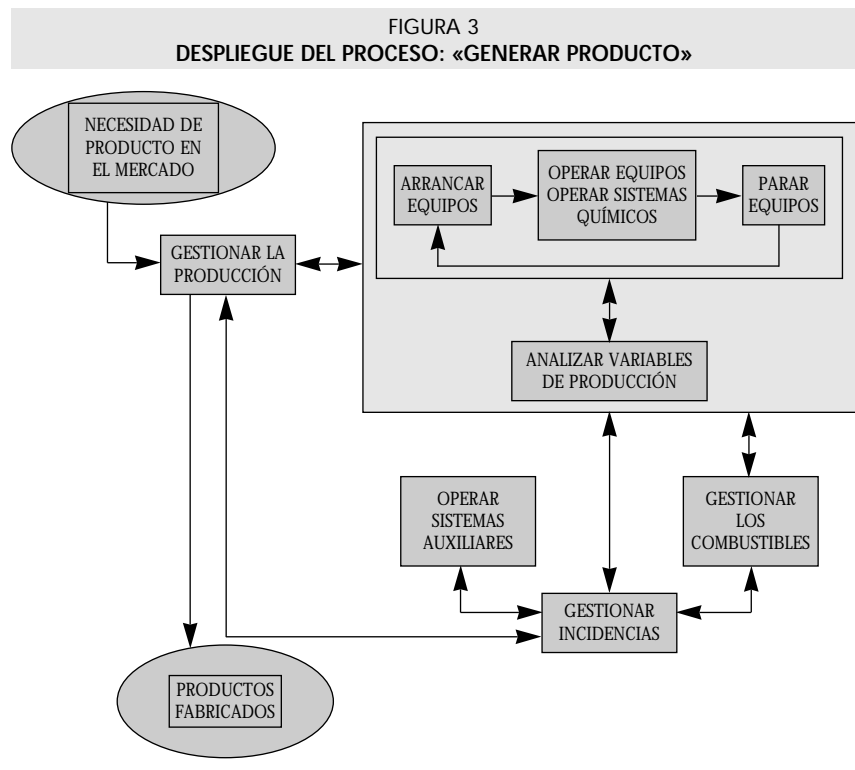 FIGURA 3
DESPLIEGUE DEL PROCESO: «GENERAR PRODUCTO»
NECESIDAD DE
PRODUCTO EN
EL MERCADO
ARRANCAR
EQUIPOS
OPERAR EQUIPOS
OPERAR SISTEMAS
QUÍMICOS
PARAR
EQUIPOS
GESTIONAR LA
PRODUCCIÓN
ANALIZAR VARIABLES
DE PRODUCCIÓN
OPERAR
SISTEMAS
AUXILIARES
GESTIONAR
LOS
COMBUSTIBLES
GESTIONAR
INCIDENCIAS
PRODUCTOS
FABRICADOS